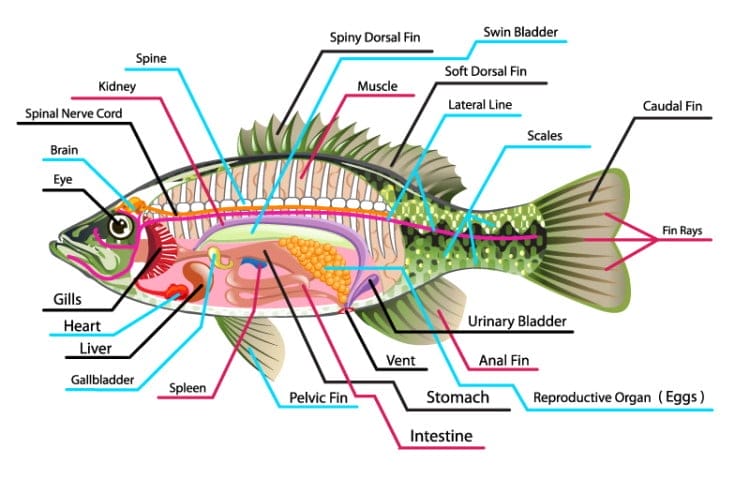 Spiny Dorsal Fin
Swin Bladder
Spine
Soft Dorsal Fin
Kidney
Muscle
Lateral Line
Caudal Fin
Spinal Nerve Cord
Scales
Brain
Eye
Fin Rays
Gills
Heart
Urinary Bladder
Liver
Vent
Anal Fin
Gallbladder
Spleen
Pelvic Fin
Stomach
Reproductive Organ ( Eggs )
Intestine